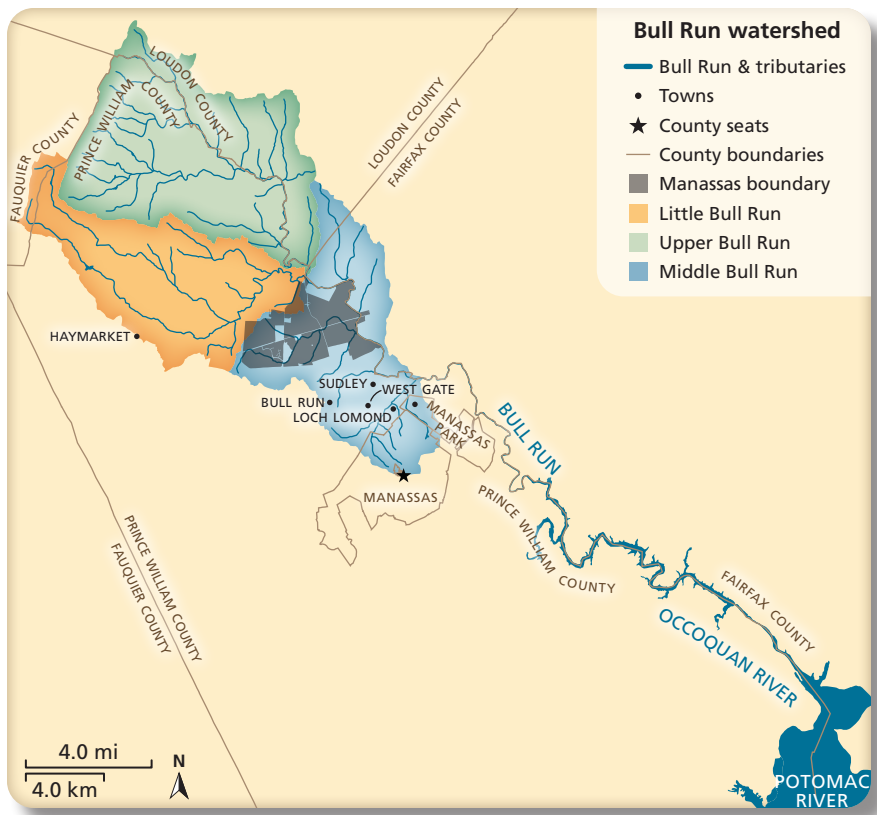 Bull Run watershed
Bull Run & tributaries
Towns
County seats
County boundaries
Manassas boundary
Little Bull Run
Upper Bull Run
Middle Bull Run
LOUDON COUNTY
PRINCE WILLIAM COUNTY
FAUQUIER COUNTY
LOUDON COUNTY
FAIRFAX COUNTY
HAYMARKET
SUDLEY
WEST GATE
BULL RUN
LOCH LOMOND
MANASSAS
PARK
BULL RUN
MANASSAS
PRINCE WILLIAM COUNTY
PRINCE WILLIAM COUNTY
FAUQUIER COUNTY
FAIRFAX COUNTY
OCCOQUAN RIVER
4.0 mi
4.0 km
N
POTOMAC
RIVER